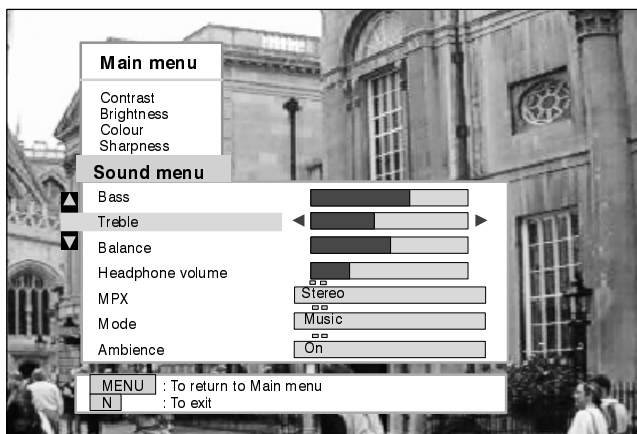 Main menu
Contrast
Brightness
Colour
Sharpness
Sound menu
Bass
Treble
Balance
Headphone volume
MPX Stereo
Mode Music
Ambience On
MENU : To return to Main menu
N : To exit